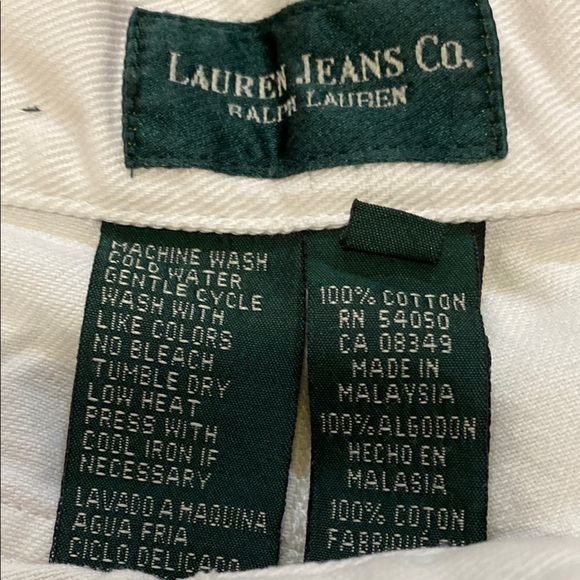 LAUREN JEANS CO.
RALPH LAUREN
MACHINE WASH
COLD WATER
GENTLE CYCLE
WASH WITH
LIKE COLORS
NO BLEACH
TUMBLE DRY
LOW HEAT
PRESS WITH
COOL IRON IF
NECESSARY
LAVADO A MAQUINA
AGUA FRIA
CICLO DELICADO
100% COTTON
RN 54050
CA 08349
MADE IN
MALAYSIA
100% ALGODON
HECHO EN
MALASIA
100% COTON
FABRIQUE